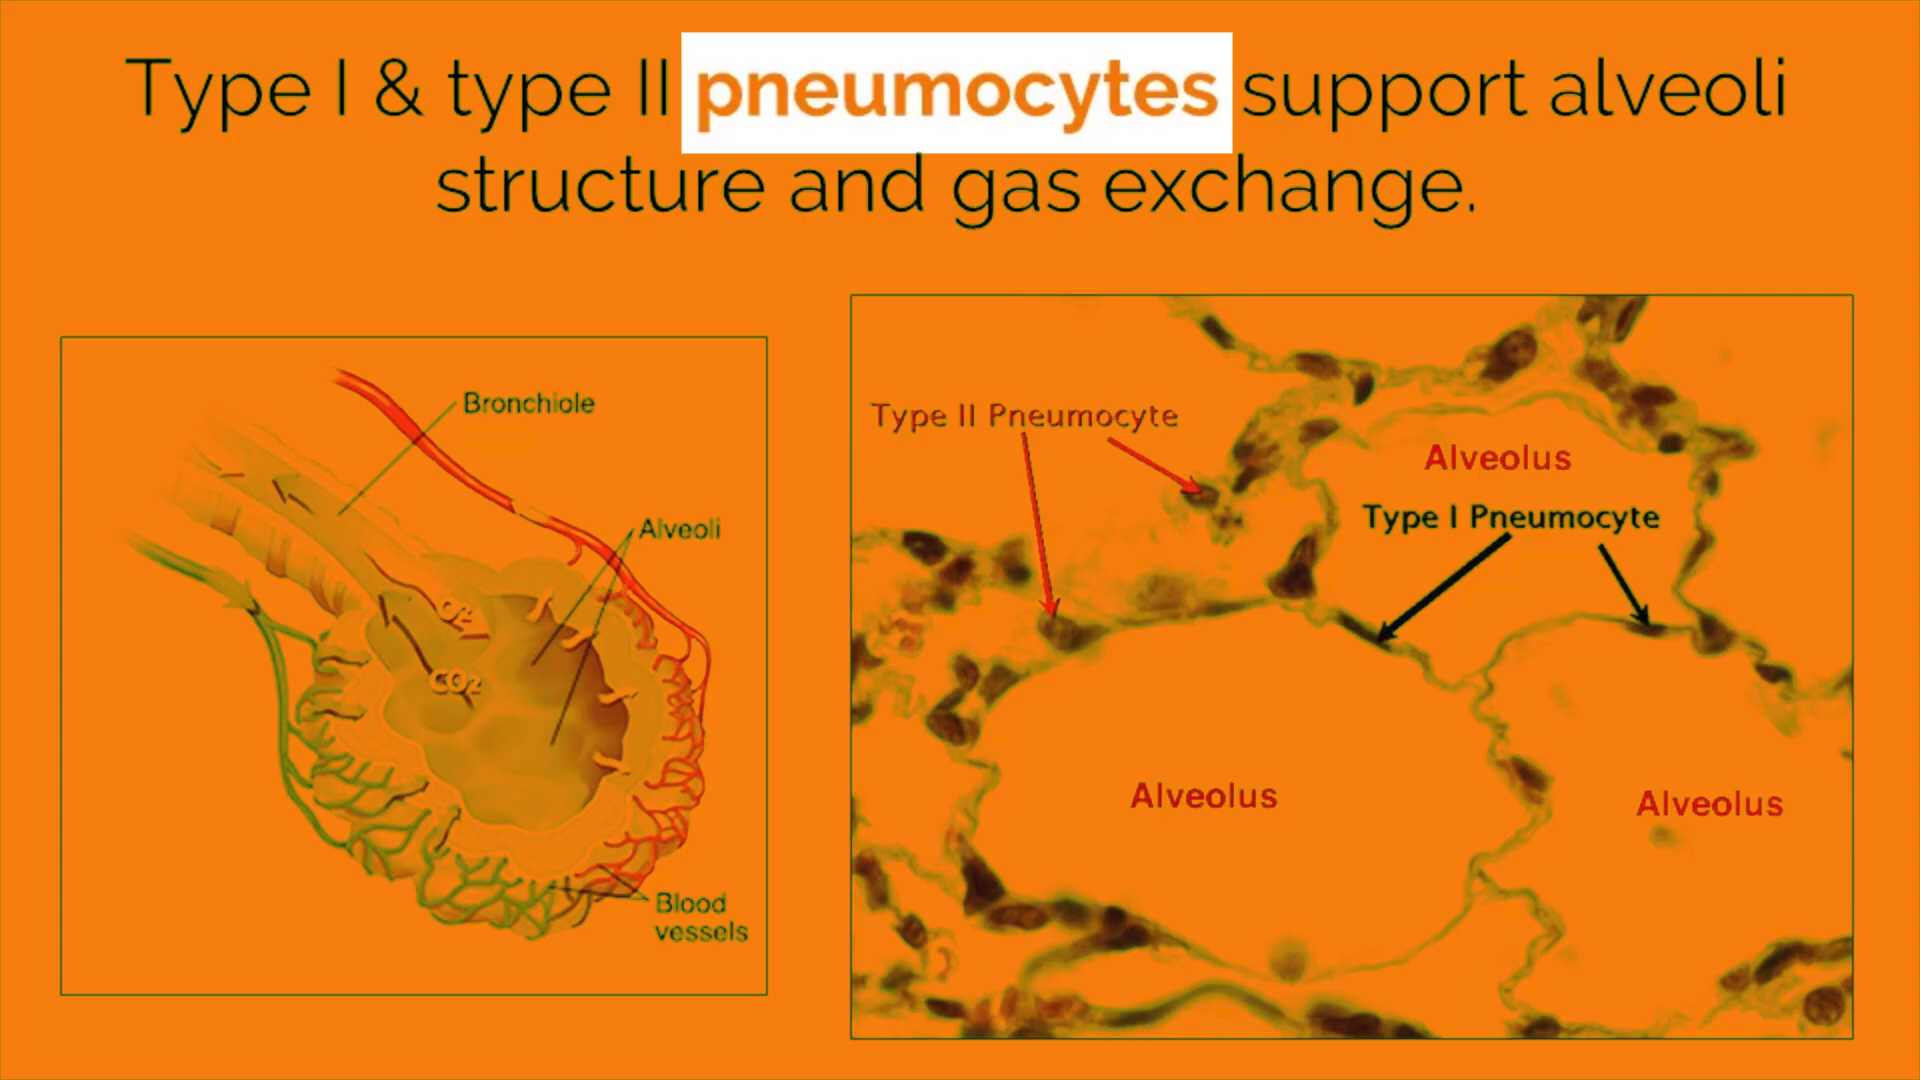 Type I & type II pneumocytes support alveoli
structure and gas exchange.
Bronchiole
Alveoli
O2
CO2
Blood
vessels
Type II Pneumocyte
Alveolus
Type I Pneumocyte
Alveolus
Alveolus